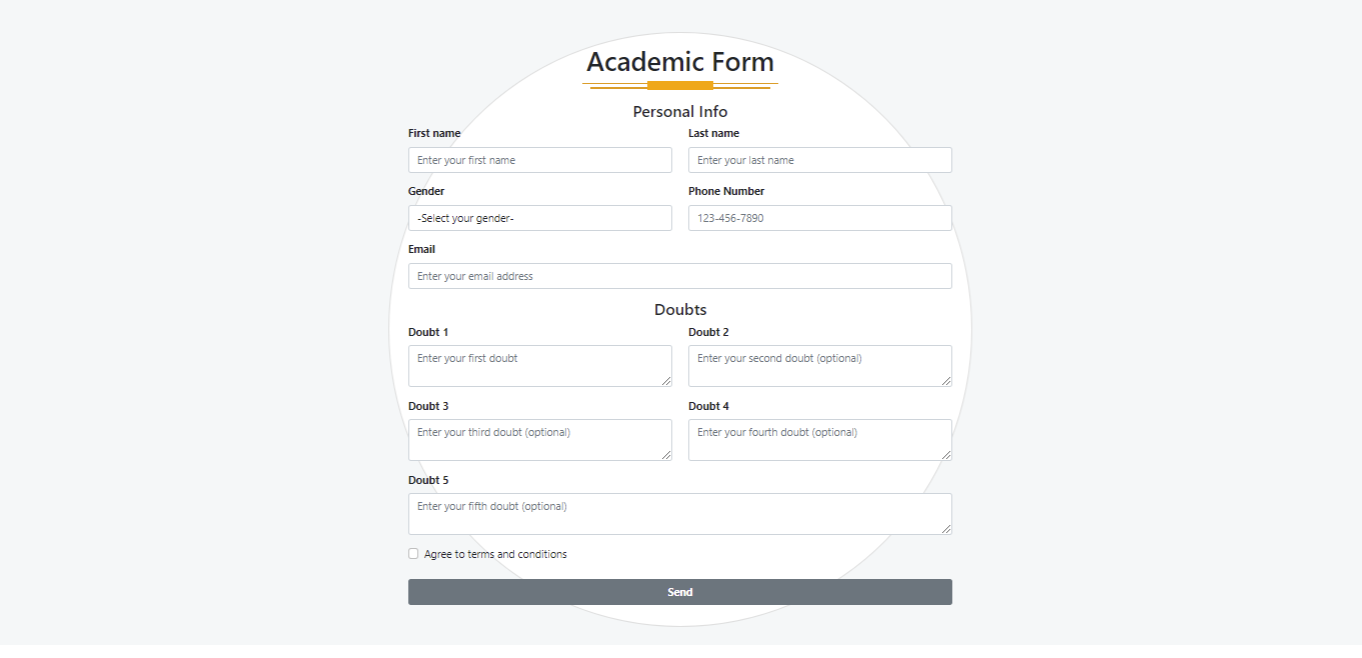 Academic Form
Personal Info
First name
Last name
Enter your first name
Enter your last name
Gender
Phone Number
-Select your gender-
123-456-7890
Email
Enter your email address
Doubts
Doubt 1
Doubt 2
Enter your first doubt
Enter your second doubt (optional)
Doubt 3
Doubt 4
Enter your third doubt (optional)
Enter your fourth doubt (optional)
Doubt 5
Enter your fifth doubt (optional)
Agree to terms and conditions
Send